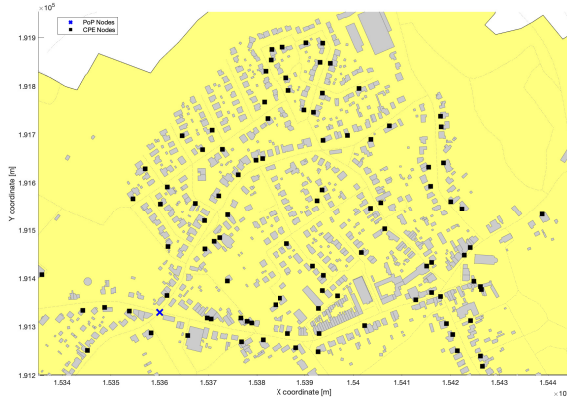 ×10⁵
PoP Nodes
CPE Nodes
1.919
1.918
1.917
1.916
1.915
1.914
1.913
1.912
Y coordinate [m]
1.534 1.535 1.536 1.537 1.538 1.539 1.54 1.541 1.542 1.543 1.544
X coordinate [m]